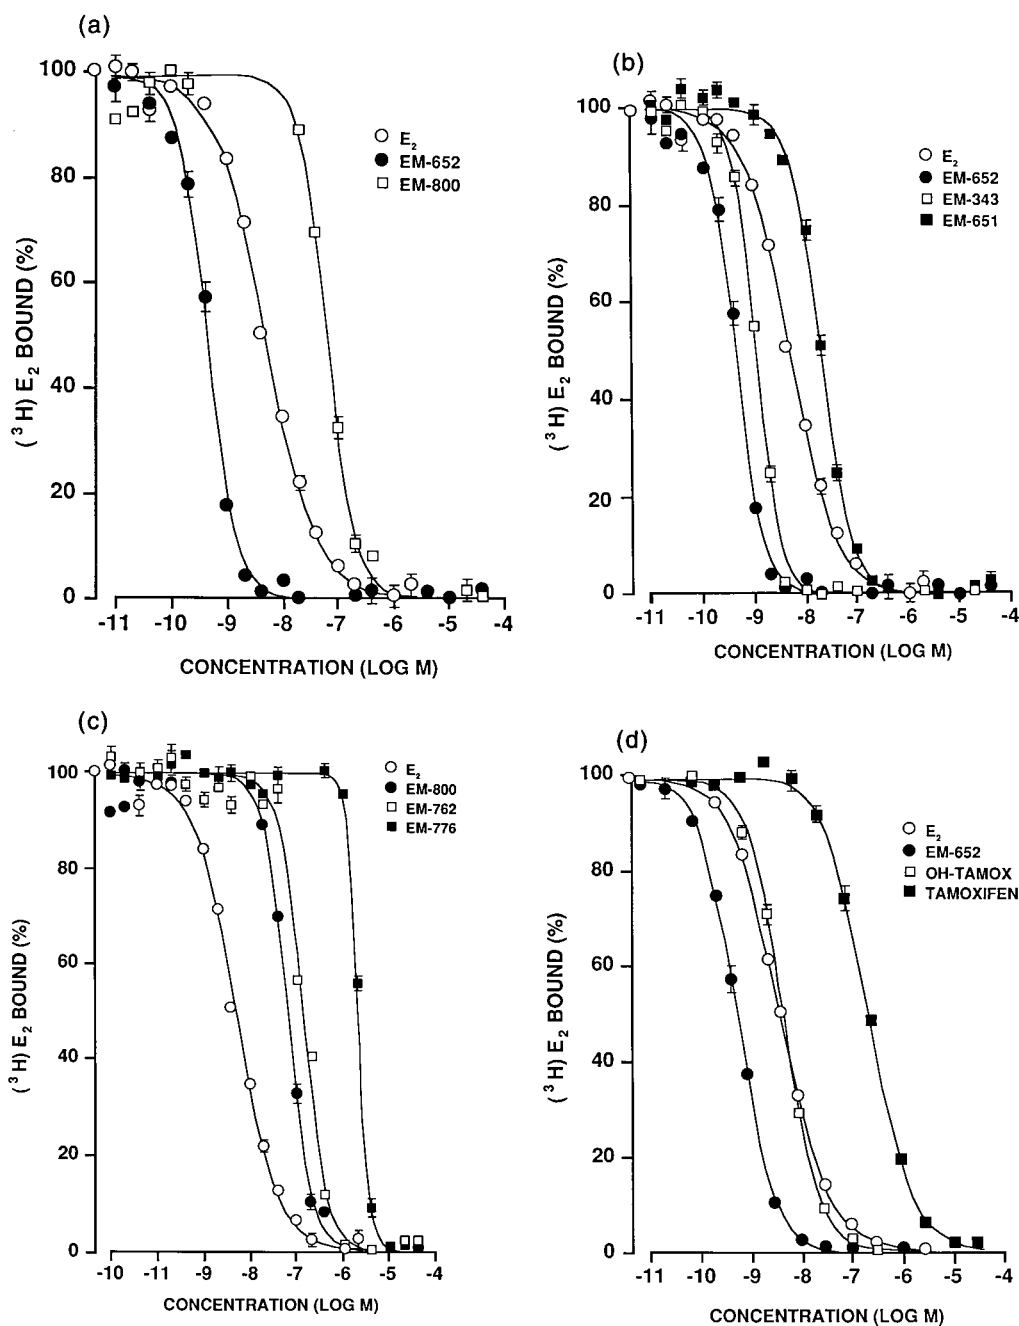 (a)
100
80
60
40
20
0
(³H) E₂ BOUND (%)
E₂
EM-652
EM-800
-11 -10 -9 -8 -7 -6 -5 -4
CONCENTRATION (LOG M)
(b)
100
80
60
40
20
0
(³H) E₂ BOUND (%)
E₂
EM-652
EM-343
EM-651
-11 -10 -9 -8 -7 -6 -5 -4
CONCENTRATION (LOG M)
(c)
100
80
60
40
20
0
(³H) E₂ BOUND (%)
E₂
EM-800
EM-762
EM-776
-10 -9 -8 -7 -6 -5 -4
CONCENTRATION (LOG M)
(d)
100
80
60
40
20
0
(³H) E₂ BOUND (%)
E₂
EM-652
OH-TAMOX
TAMOXIFEN
-11 -10 -9 -8 -7 -6 -5 -4
CONCENTRATION (LOG M)